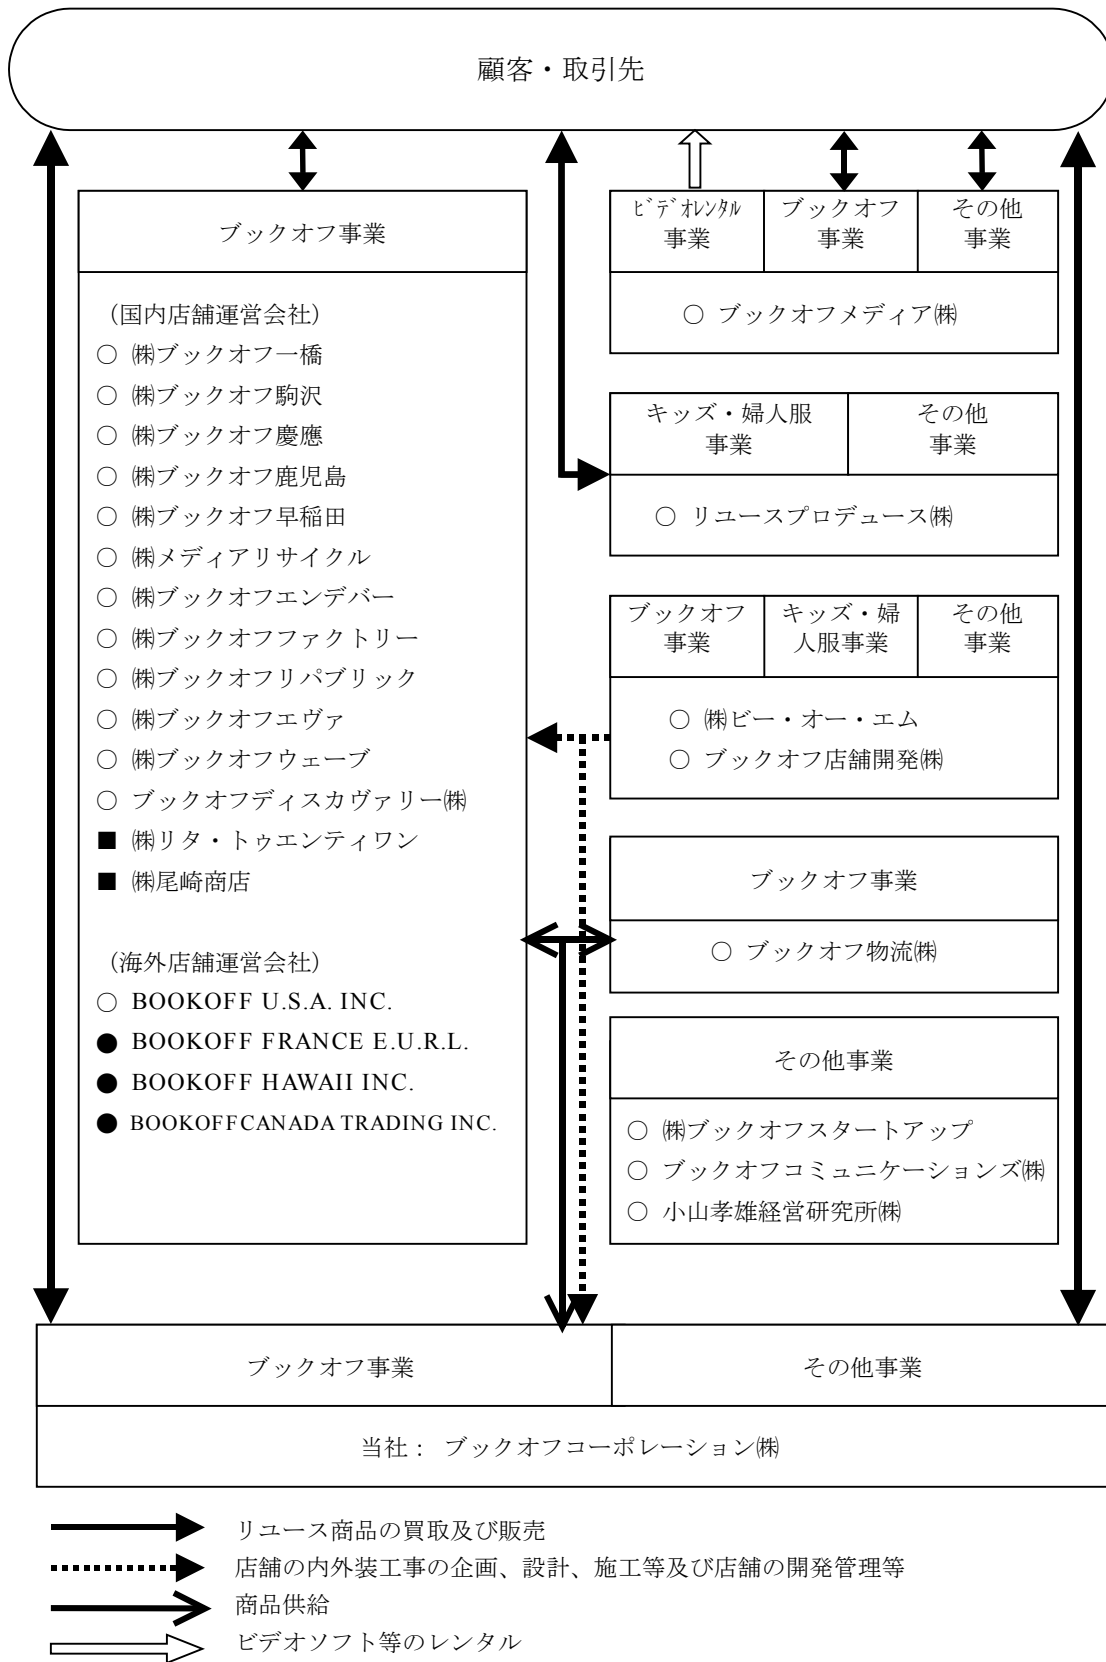 顧客・取引先
ブックオフ事業
（国内店舗運営会社）
○ ㈱ブックオフ一橋
○ ㈱ブックオフ駒沢
○ ㈱ブックオフ慶應
○ ㈱ブックオフ鹿児島
○ ㈱ブックオフ早稲田
○ ㈱メディアリサイクル
○ ㈱ブックオフエンデバー
○ ㈱ブックオフファクトリー
○ ㈱ブックオフリパブリック
○ ㈱ブックオフエヴァ
○ ㈱ブックオフウェーブ
○ ブックオフディスカヴァリー㈱
■ ㈱リタ・トゥエンティワン
■ ㈱尾崎商店
（海外店舗運営会社）
○ BOOKOFF U.S.A. INC.
● BOOKOFF FRANCE E.U.R.L.
● BOOKOFF HAWAII INC.
● BOOKOFFCANADA TRADING INC.
ﾋﾞﾃﾞｵﾚﾝﾀﾙ
事業
ブックオフ
事業
その他
事業
○ ブックオフメディア㈱
キッズ・婦人服
事業
その他
事業
○ リユースプロデュース㈱
ブックオフ
事業
キッズ・婦
人服事業
その他
事業
○ ㈱ビー・オー・エム
○ ブックオフ店舗開発㈱
ブックオフ事業
○ ブックオフ物流㈱
その他事業
○ ㈱ブックオフスタートアップ
○ ブックオフコミュニケーションズ㈱
○ 小山孝雄経営研究所㈱
ブックオフ事業
その他事業
当社： ブックオフコーポレーション㈱
リユース商品の買取及び販売
店舗の内外装工事の企画、設計、施工等及び店舗の開発管理等
商品供給
ビデオソフト等のレンタル